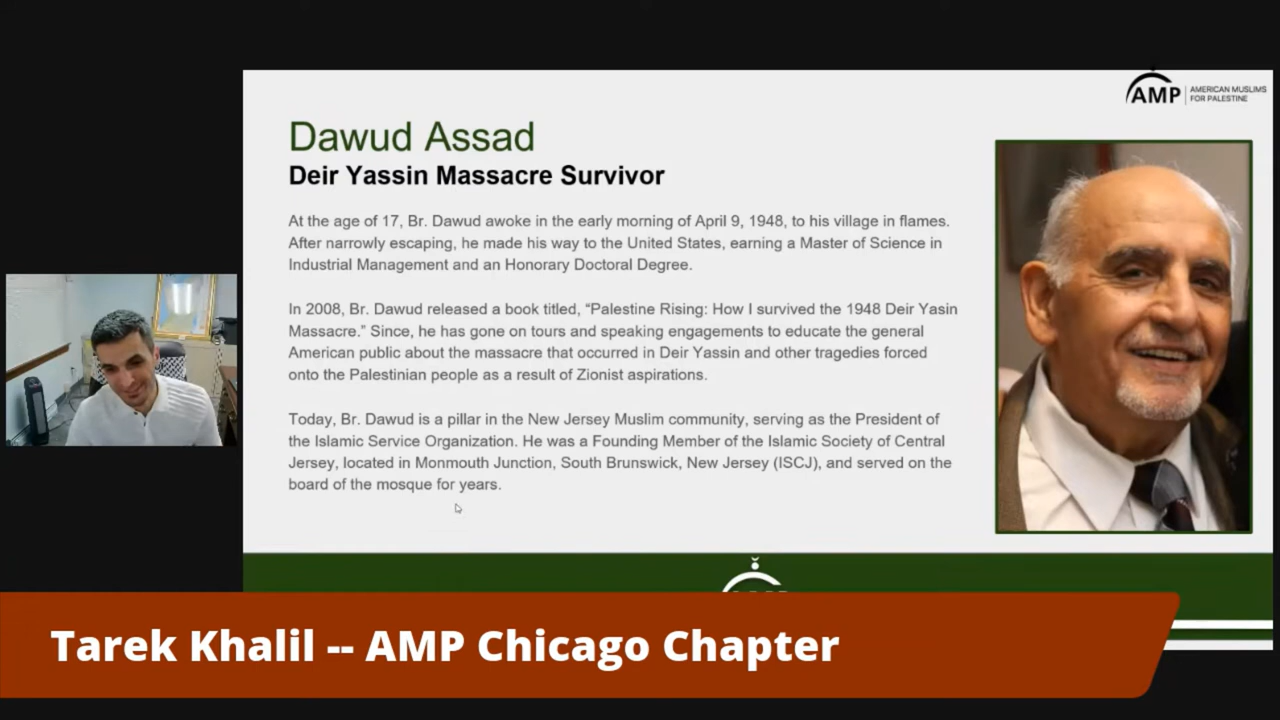 AMP AMERICAN MUSLIMS
FOR PALESTINE
Dawud Assad
Deir Yassin Massacre Survivor
At the age of 17, Br. Dawud awoke in the early morning of April 9, 1948, to his village in flames.
After narrowly escaping, he made his way to the United States, earning a Master of Science in
Industrial Management and an Honorary Doctoral Degree.
In 2008, Br. Dawud released a book titled, “Palestine Rising: How I survived the 1948 Deir Yasin
Massacre.” Since, he has gone on tours and speaking engagements to educate the general
American public about the massacre that occurred in Deir Yassin and other tragedies forced
onto the Palestinian people as a result of Zionist aspirations.
Today, Br. Dawud is a pillar in the New Jersey Muslim community, serving as the President of
the Islamic Service Organization. He was a Founding Member of the Islamic Society of Central
Jersey, located in Monmouth Junction, South Brunswick, New Jersey (ISCJ), and served on the
board of the mosque for years.
Tarek Khalil -- AMP Chicago Chapter